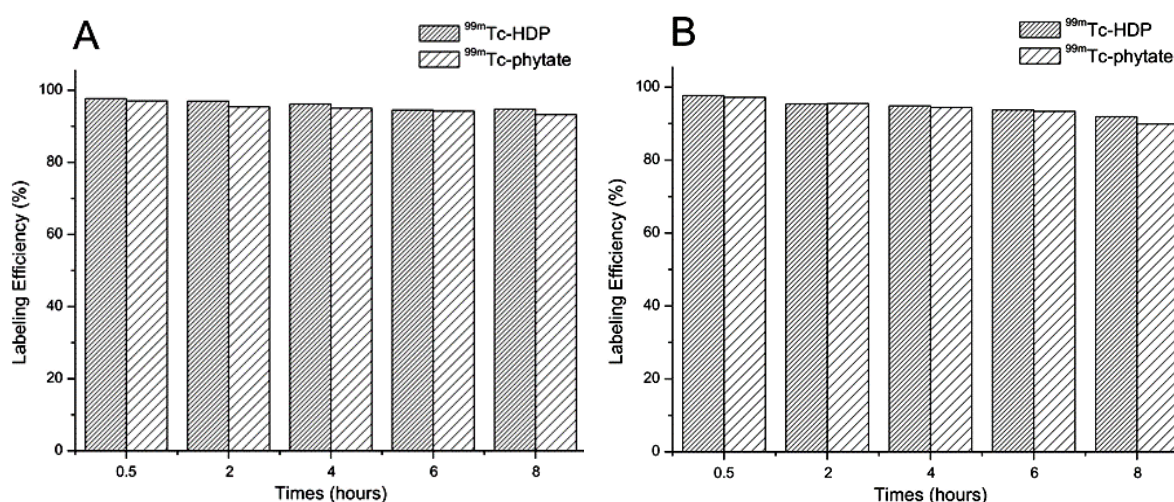 A
99mTc-HDP
99mTc-phytate
Labeling Efficiency (%)
100
80
60
40
20
0
0.5 2 4 6 8
Times (hours)
B
99mTc-HDP
99mTc-phytate
Labeling Efficiency (%)
100
80
60
40
20
0
0.5 2 4 6 8
Times (hours)